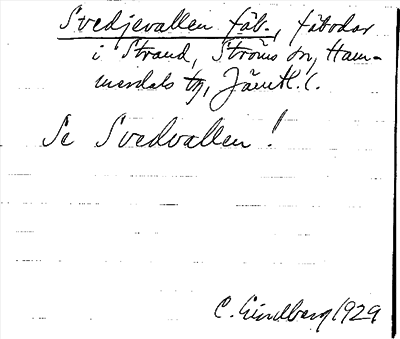 Svedjevallen fäb., fäbodar
i Strand, Ströms sn, Ham-
merdals tg, Jämtl. l.
Se Svedvallen!
C. Lindberg 1929